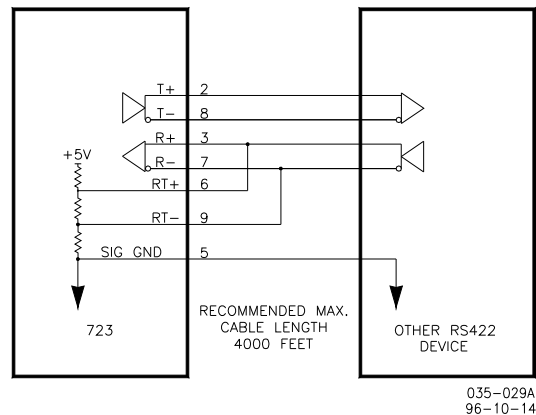 T+ 2
T- 8
R+ 3
+5V
R- 7
RT+ 6
RT- 9
SIG GND 5
RECOMMENDED MAX.
CABLE LENGTH
4000 FEET
723
OTHER RS422
DEVICE
035-029A
96-10-14